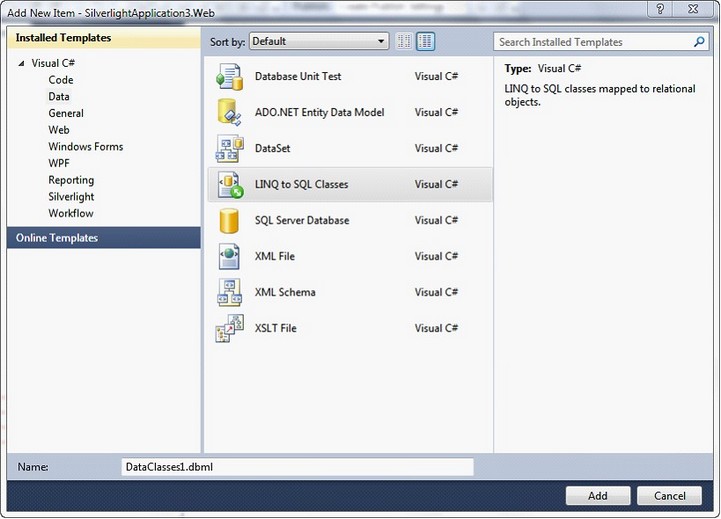 Add New Item - SilverlightApplication3.Web
Installed Templates
Visual C#
Code
Data
General
Web
Windows Forms
WPF
Reporting
Silverlight
Workflow
Online Templates
Sort by: Default
Search Installed Templates
Database Unit Test Visual C#
ADO.NET Entity Data Model Visual C#
DataSet Visual C#
LINQ to SQL Classes Visual C#
SQL Server Database Visual C#
XML File Visual C#
XML Schema Visual C#
XSLT File Visual C#
Type: Visual C#
LINQ to SQL classes mapped to relational
objects.
Name: DataClasses1.dbml
Add Cancel